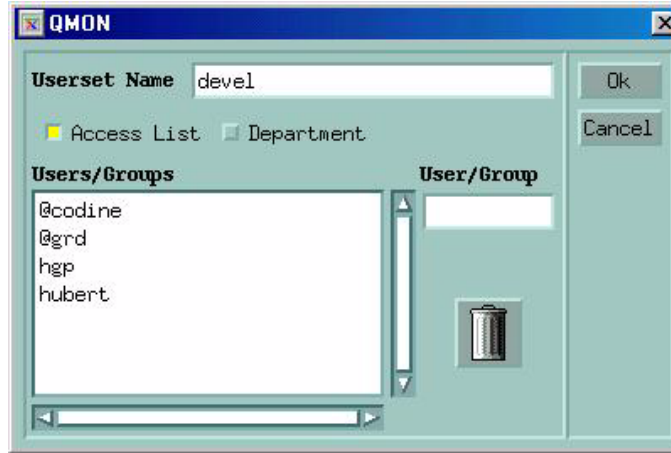 QMON
Userset Name devel
Ok
Access List Department
Cancel
Users/Groups
User/Group
@codine
@grd
hgp
hubert